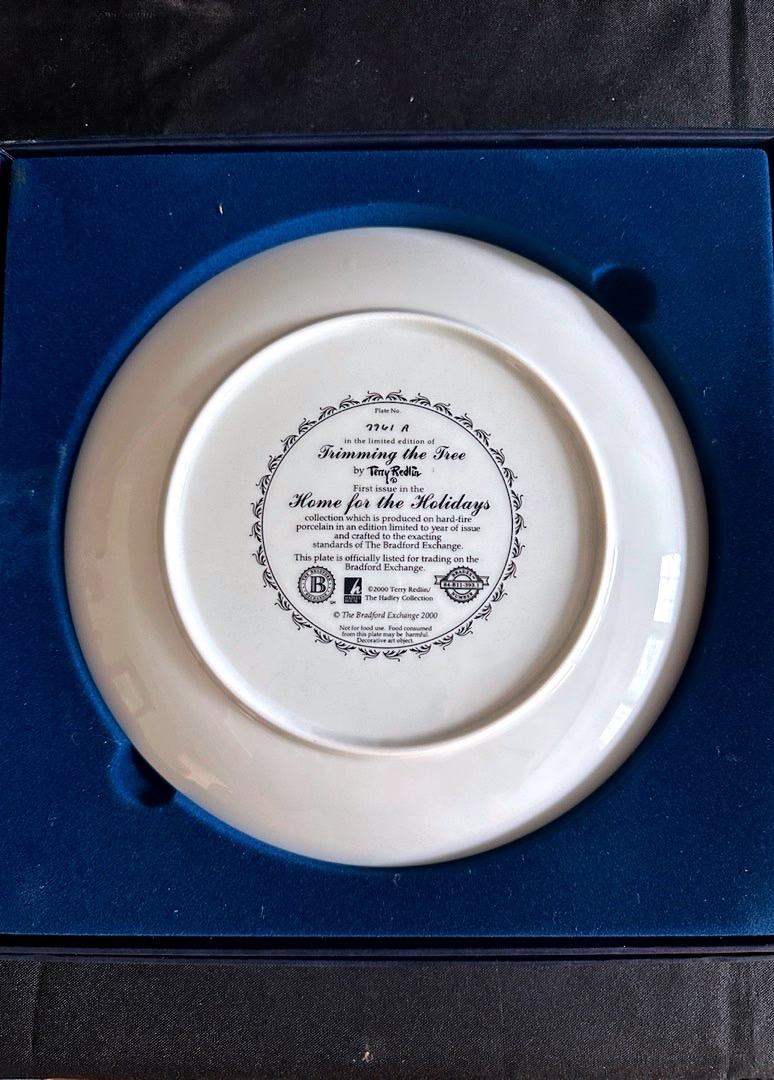 Plate No.
7761 A
in the limited edition of
Trimming the Tree
by Terry Redlin
©
First issue in the
Home for the Holidays
collection which is produced on hard-fire
porcelain in an edition limited to year of issue
and crafted to the exacting
standards of The Bradford Exchange.
This plate is officially listed for trading on the
Bradford Exchange.
B
©2000 Terry Redlin/
The Hadley Collection
84-B11-393.1
© The Bradford Exchange 2000
Not for food use. Food consumed
from this plate may be harmful.
Decorative art object.